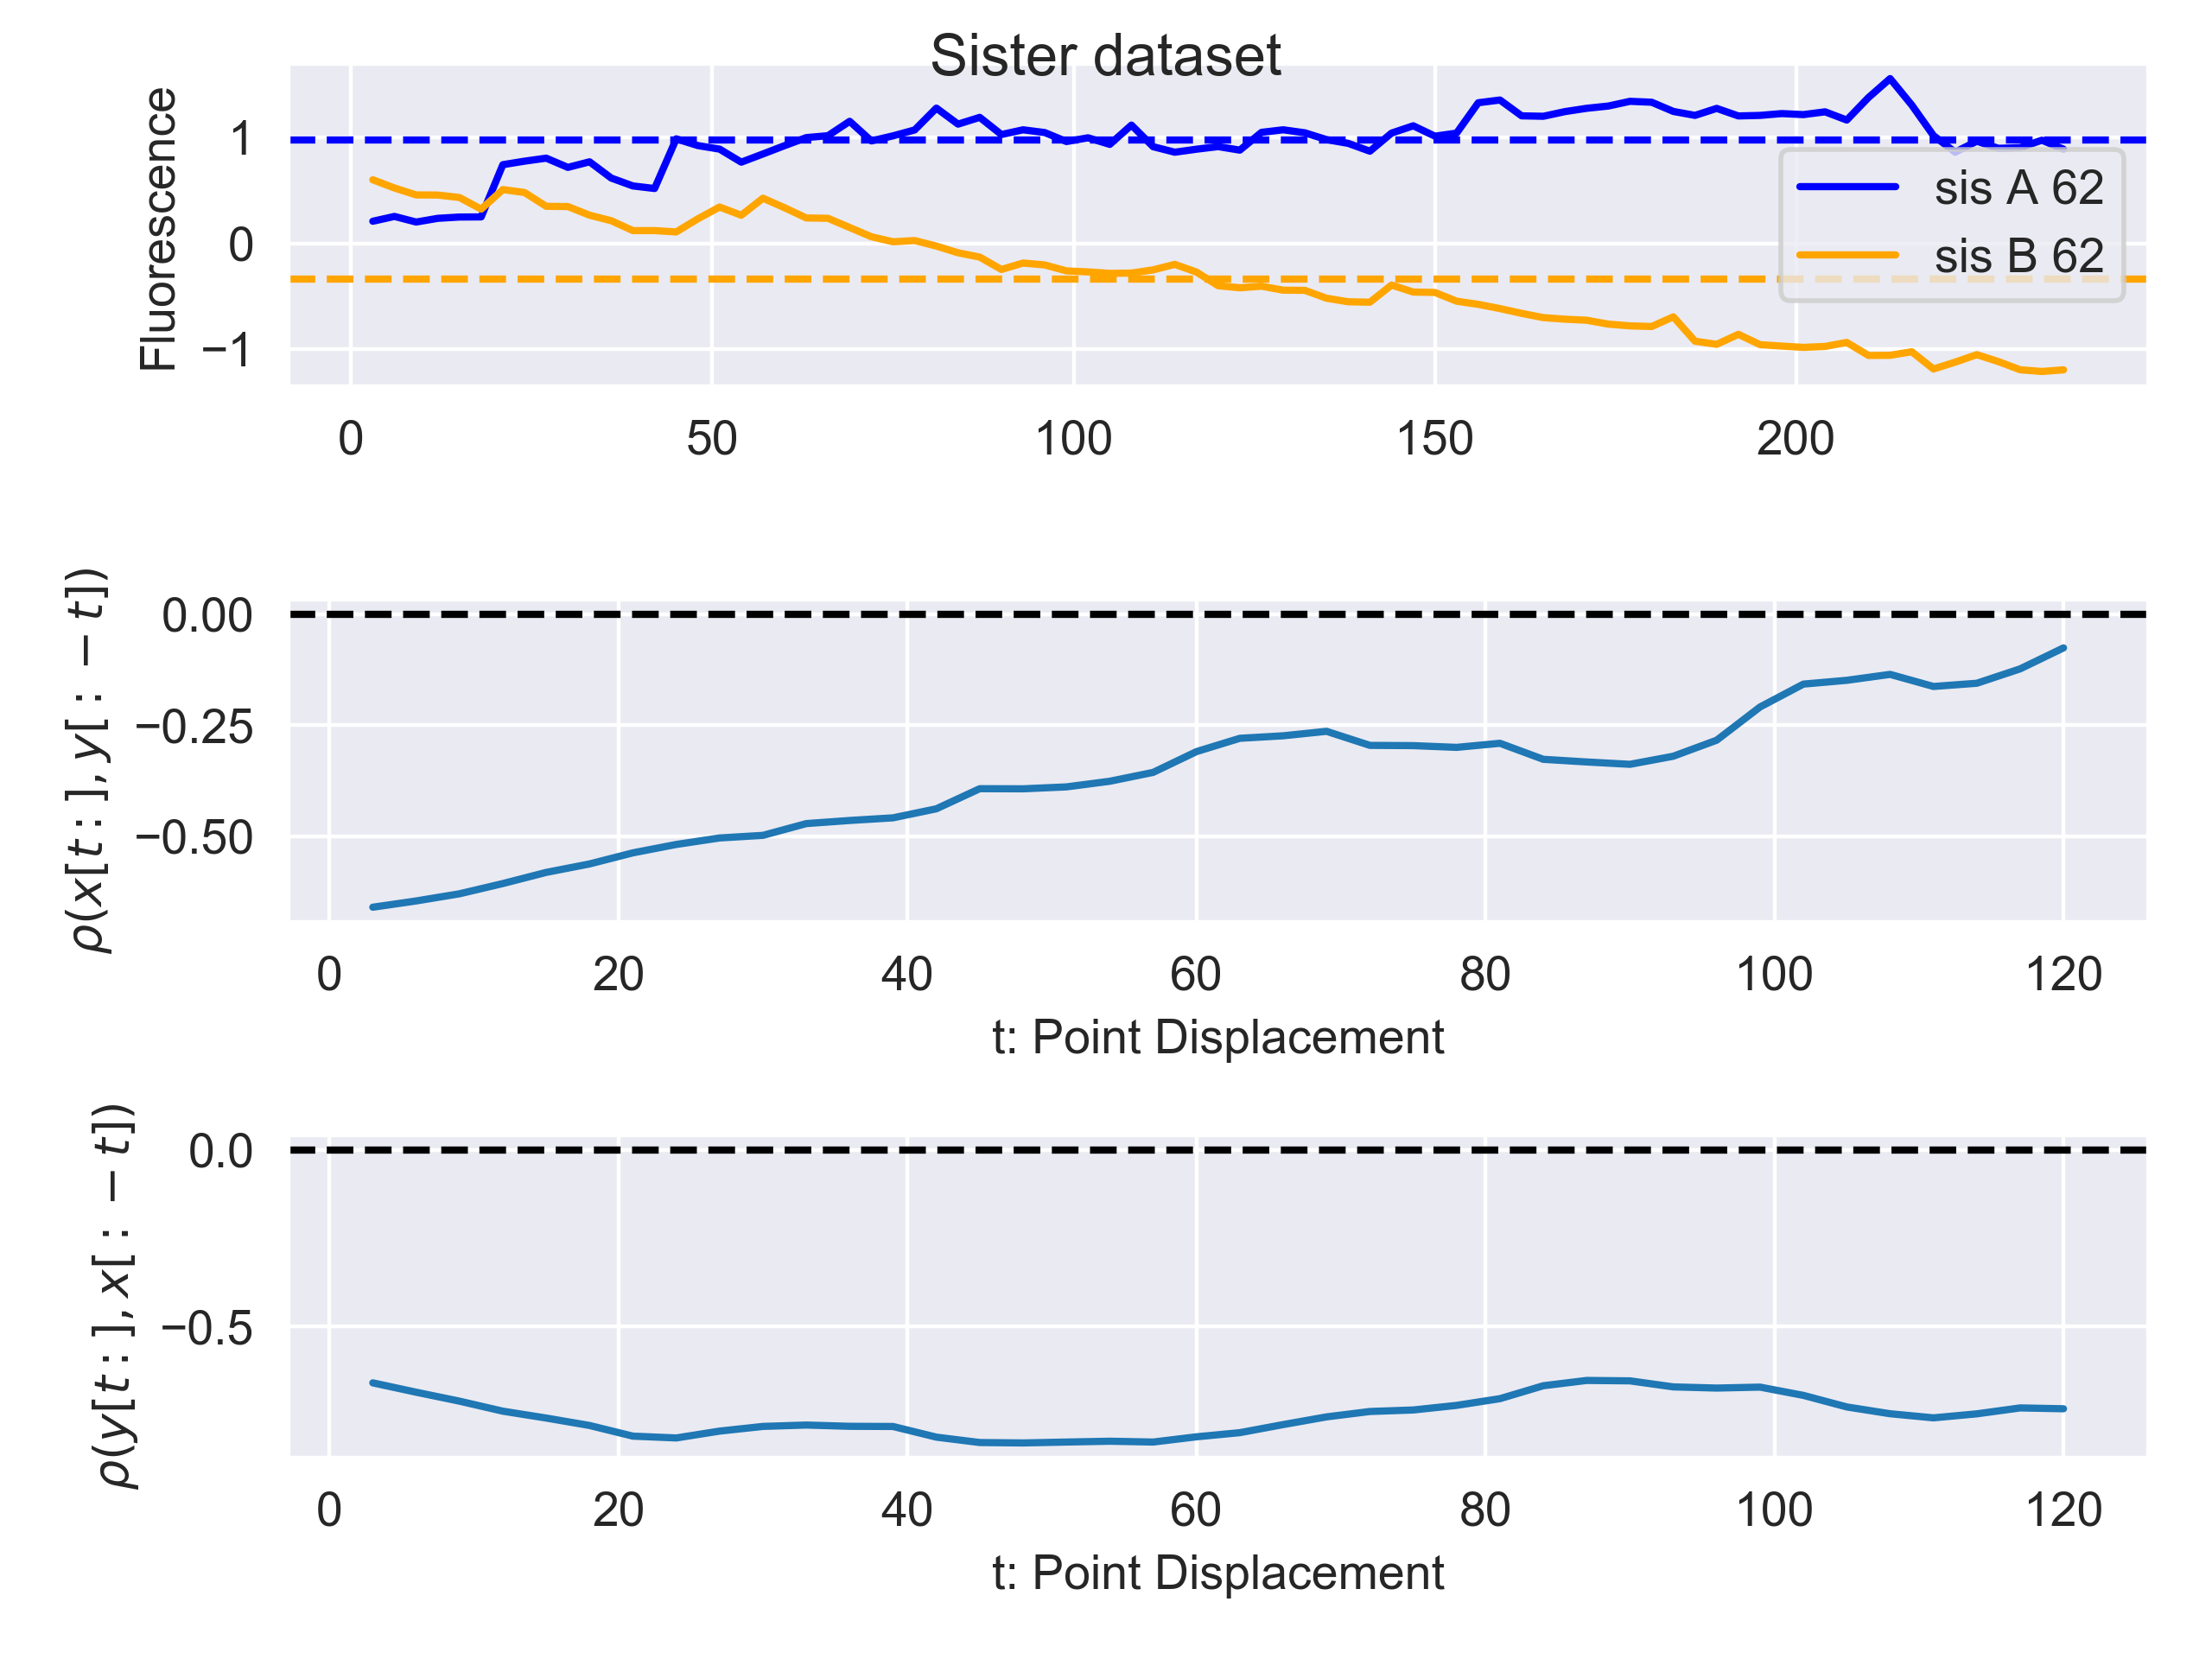 Sister dataset
Fluorescence
1
0
−1
sis A 62
sis B 62
0 50 100 150 200
ρ(x[t:], y[: − t])
0.00
−0.25
−0.50
0 20 40 60 80 100 120
t: Point Displacement
ρ(y[t:], x[: − t])
0.0
−0.5
0 20 40 60 80 100 120
t: Point Displacement